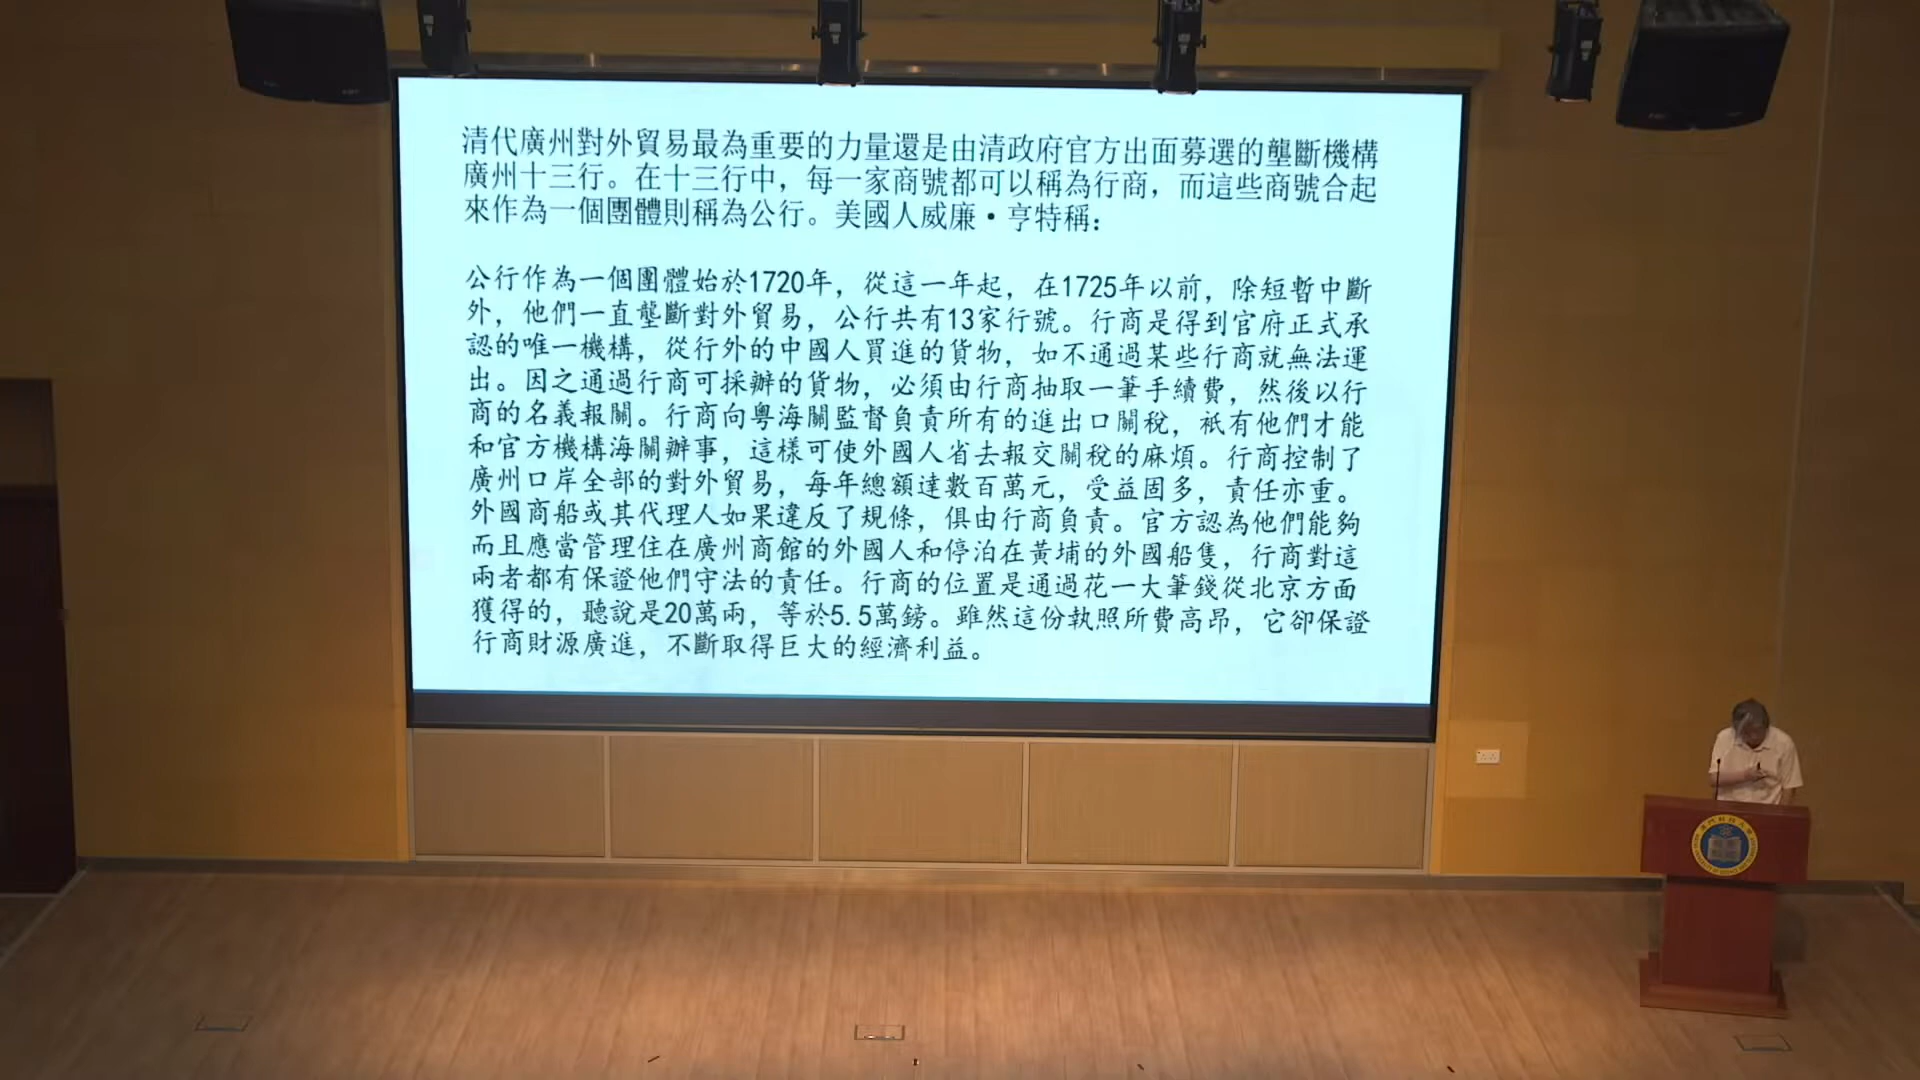 清代廣州對外貿易最為重要的力量還是由清政府官方出面募選的壟斷機構
廣州十三行。在十三行中，每一家商號都可以稱為行商，而這些商號合起
來作為一個團體則稱為公行。美國人威廉·亨特稱：
公行作為一個團體始於1720年，從這一年起，在1725年以前，除短暫中斷
外，他們一直壟斷對外貿易，公行共有13家行號。行商是得到官府正式承
認的唯一機構，從行外的中國人買進的貨物，如不通過某些行商就無法運
出。因之通過行商可採辦的貨物，必須由行商抽取一筆手續費，然後以行
商的名義報關。行商向粵海關監督負責所有的進出口關稅，祇有他們才能
和官方機構海關辦事，這樣可使外國人省去報交關稅的麻煩。行商控制了
廣州口岸全部的對外貿易，每年總額達數百萬元，受益固多，責任亦重。
外國商船或其代理人如果違反了規條，俱由行商負責。官方認為他們能夠
而且應當管理住在廣州商館的外國人和停泊在黃埔的外國船隻，行商對這
兩者都有保證他們守法的責任。行商的位置是通過花一大筆錢從北京方面
獲得的，聽說是20萬兩，等於5.5萬鎊。雖然這份執照所費高昂，它卻保證
行商財源廣進，不斷取得巨大的經濟利益。